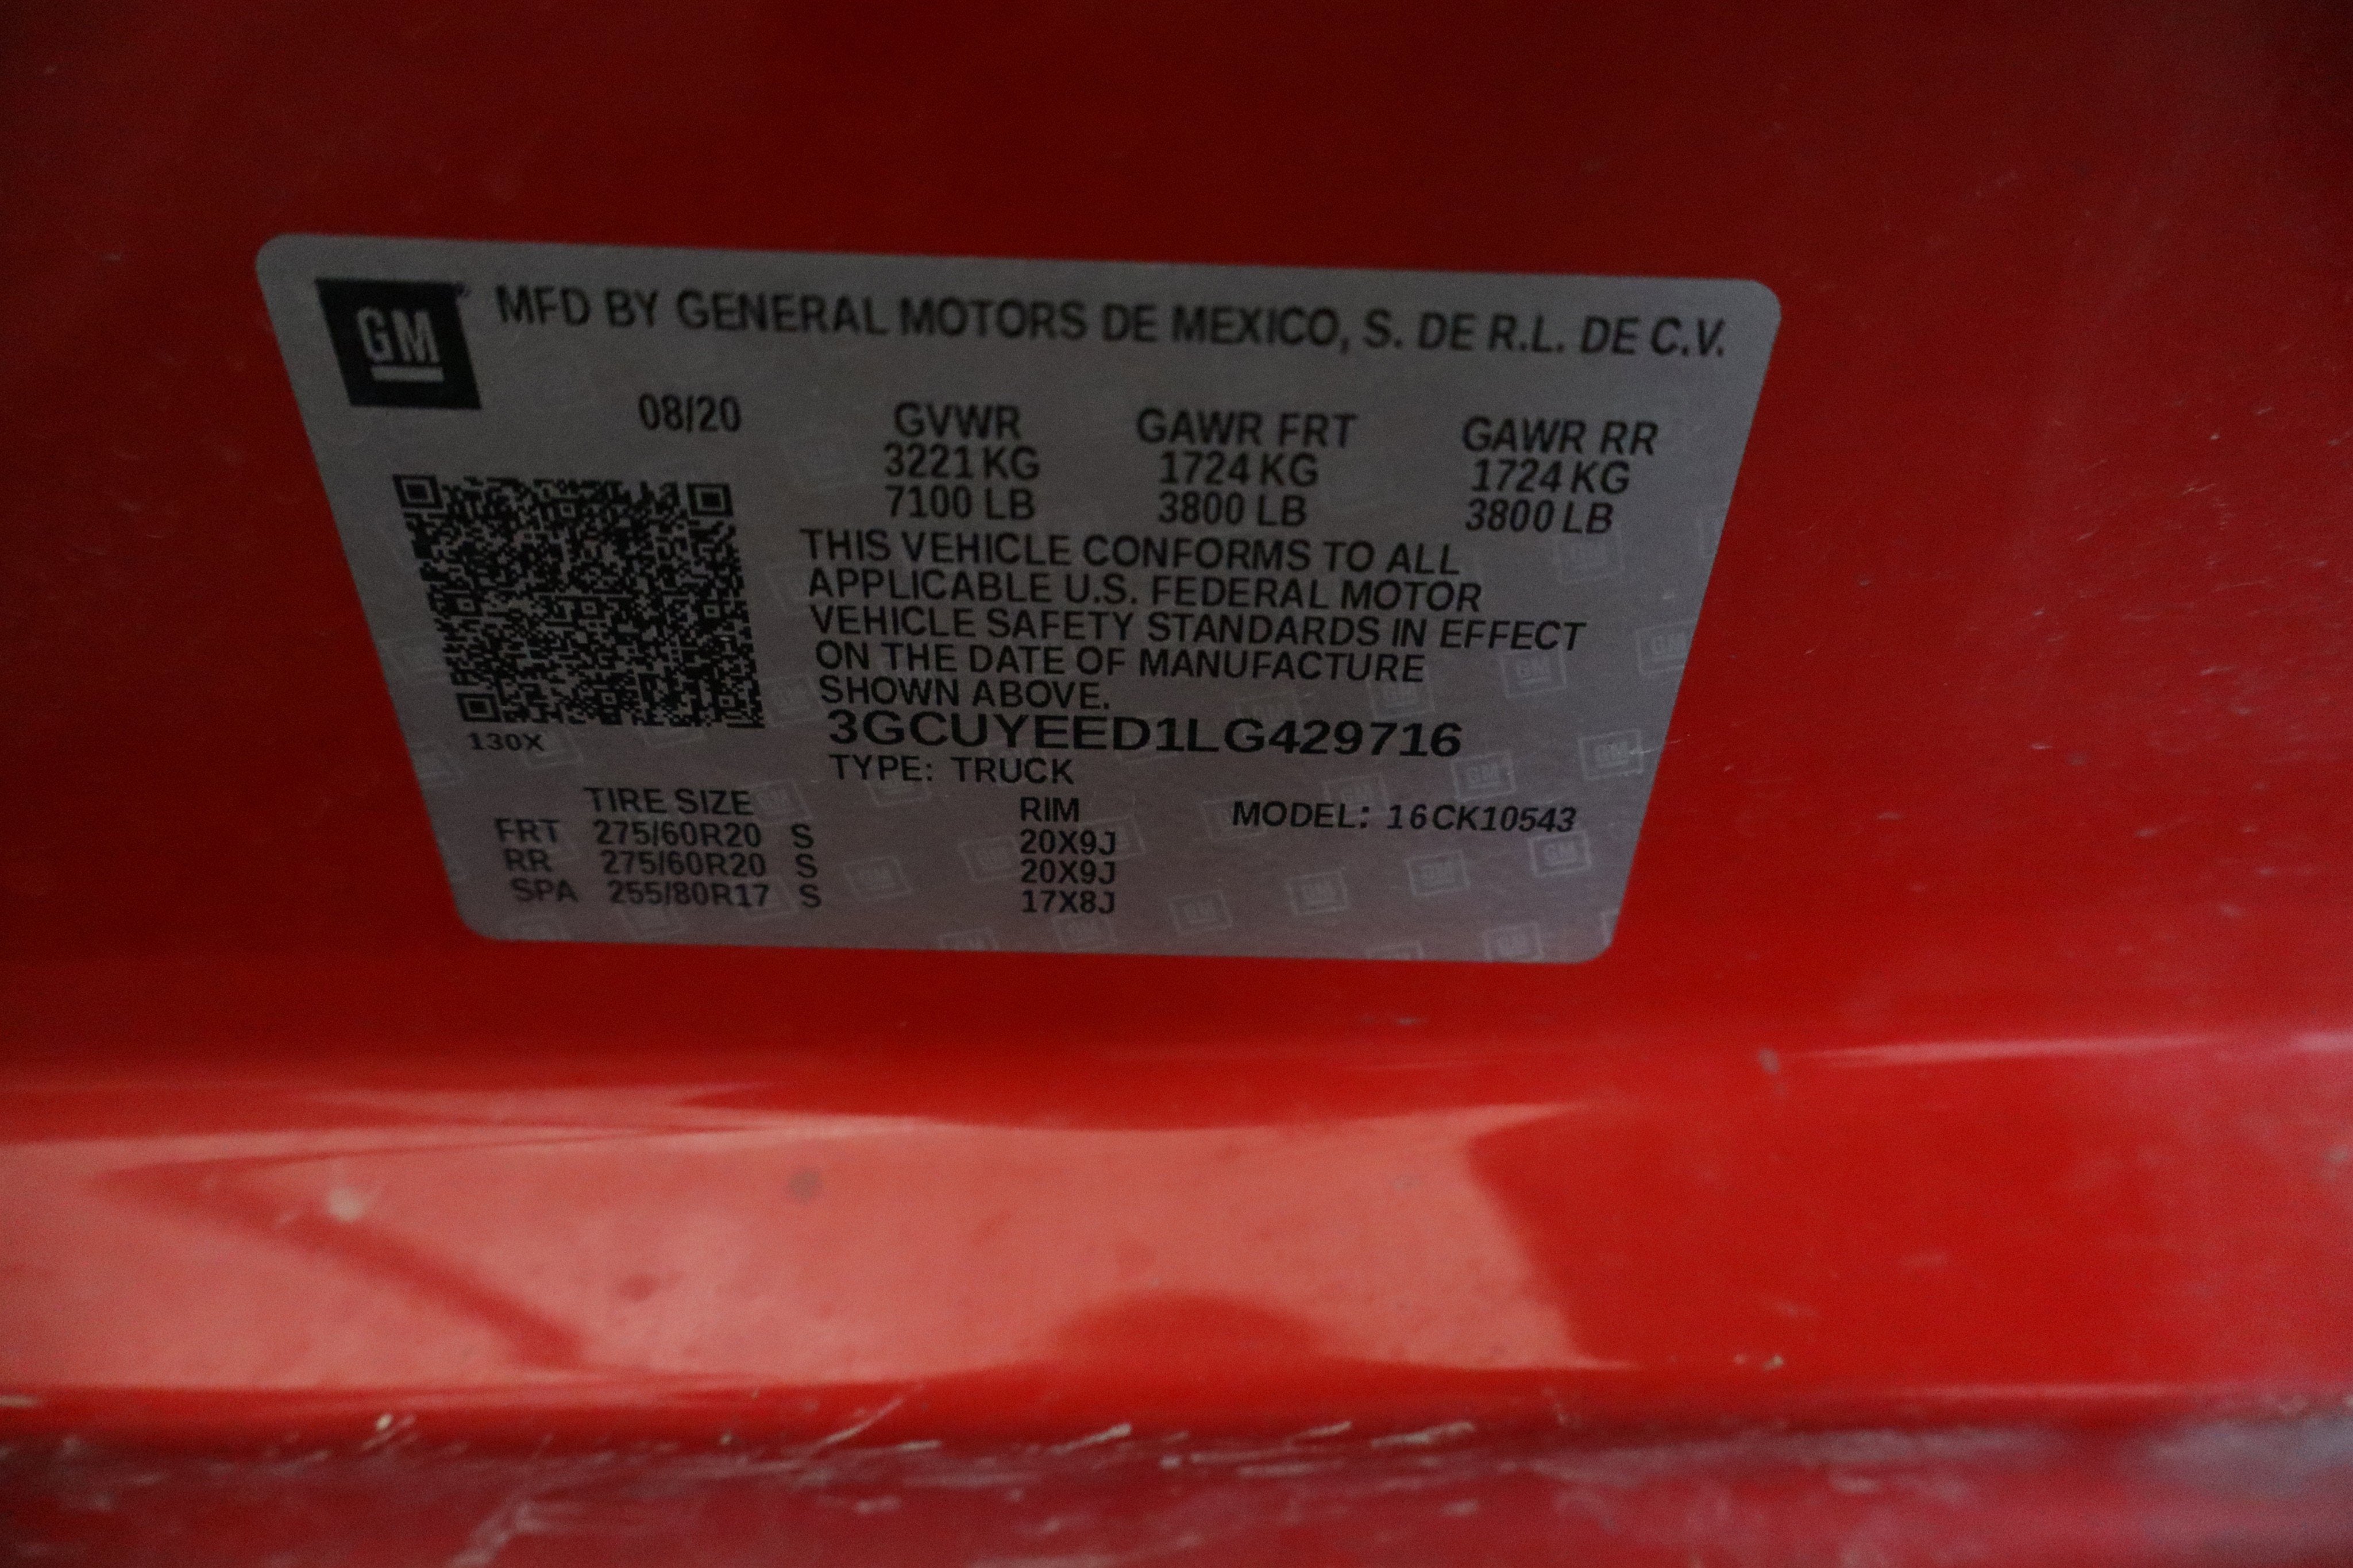 GM MFD BY GENERAL MOTORS DE MEXICO, S. DE R.L. DE C.V.
08/20 GVWR GAWR FRT GAWR RR
3221 KG 1724 KG 1724 KG
7100 LB 3800 LB 3800 LB
THIS VEHICLE CONFORMS TO ALL
APPLICABLE U.S. FEDERAL MOTOR
VEHICLE SAFETY STANDARDS IN EFFECT
ON THE DATE OF MANUFACTURE
SHOWN ABOVE.
3GCUYEED1LG429716
130X
TYPE: TRUCK
TIRE SIZE RIM MODEL: 16CK10543
FRT 275/60R20 S 20X9J
RR 275/60R20 S 20X9J
SPA 255/80R17 S 17X8J